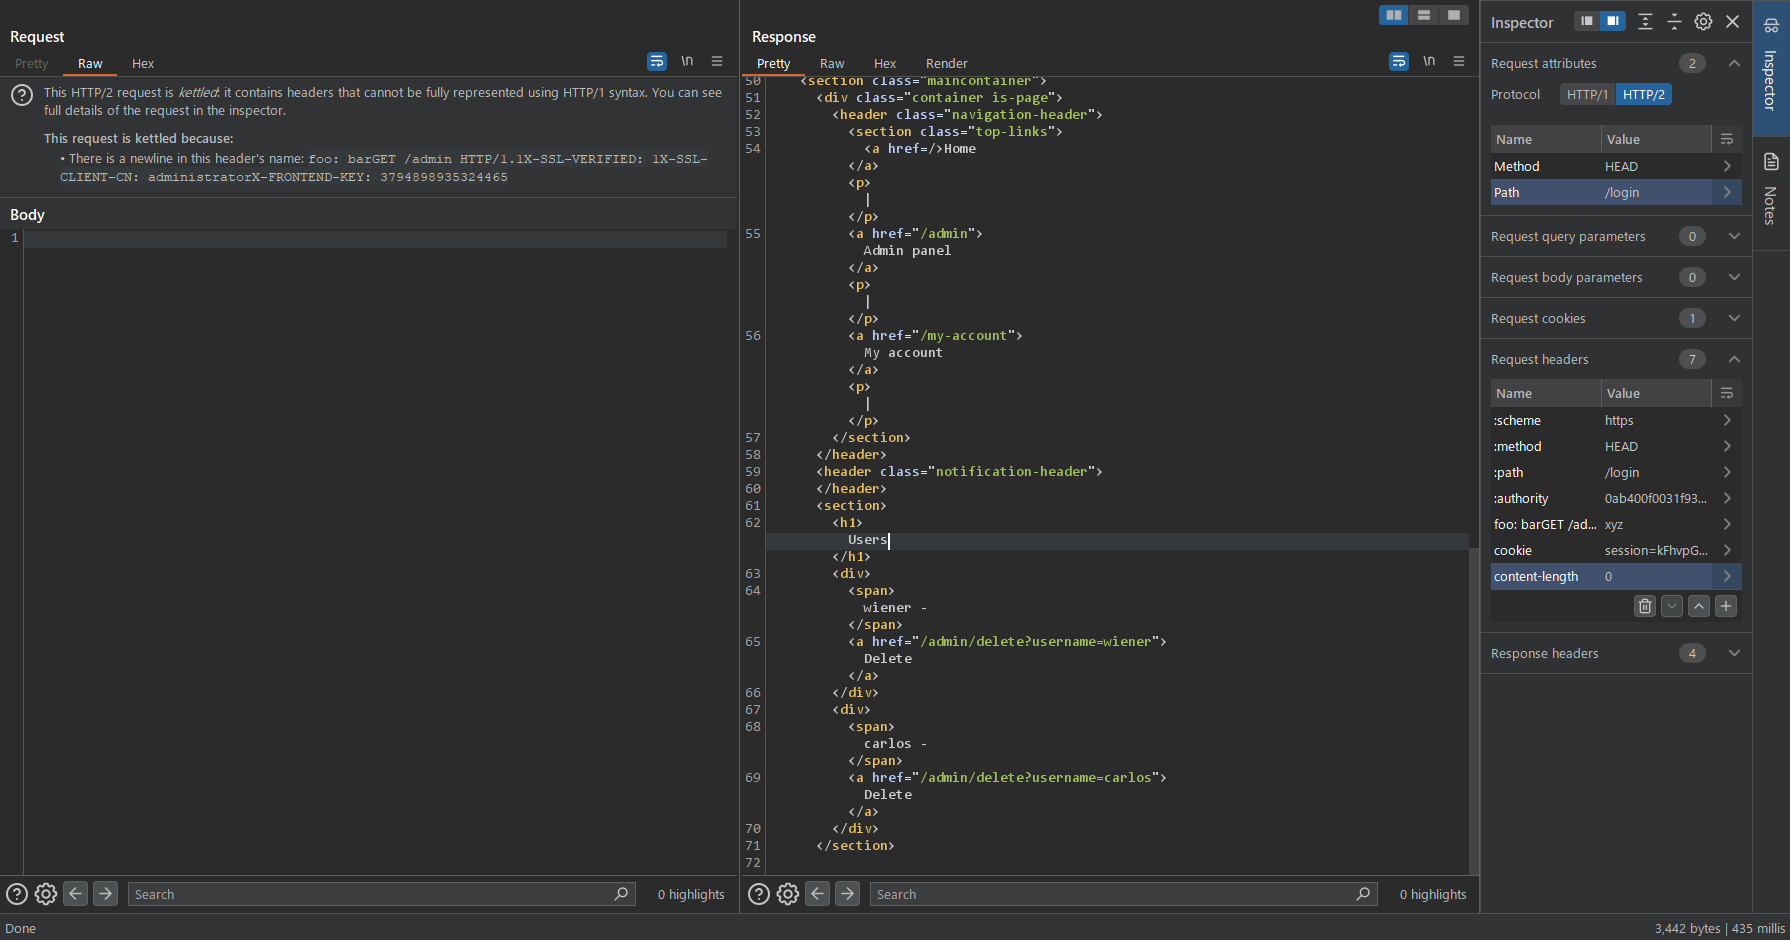 Request
Pretty
Raw
Hex
\n
This HTTP/2 request is kettled: it contains headers that cannot be fully represented using HTTP/1 syntax. You can see
full details of the request in the inspector.
This request is kettled because:
• There is a newline in this header's name: foo: barGET /admin HTTP/1.1X-SSL-VERIFIED: 1X-SSL-
CLIENT-CN: administratorX-FRONTEND-KEY: 3794898935324465
Body
1
Search
0 highlights
Done
Response
Pretty
Raw
Hex
Render
\n
50 <section class="maincontainer">
51 <div class="container is-page">
52 <header class="navigation-header">
53 <section class="top-links">
54 <a href=/>Home
</a>
<p>
|
</p>
55 <a href="/admin">
Admin panel
</a>
<p>
|
</p>
56 <a href="/my-account">
My account
</a>
<p>
|
</p>
57 </section>
58 </header>
59 <header class="notification-header">
60 </header>
61 <section>
62 <h1>
Users
</h1>
63 <div>
64 <span>
wiener -
</span>
65 <a href="/admin/delete?username=wiener">
Delete
</a>
66 </div>
67 <div>
68 <span>
carlos -
</span>
69 <a href="/admin/delete?username=carlos">
Delete
</a>
70 </div>
71 </section>
72
Search
0 highlights
Inspector
Request attributes 2
Protocol HTTP/1 HTTP/2
Name Value
Method HEAD
Path /login
Request query parameters 0
Request body parameters 0
Request cookies 1
Request headers 7
Name Value
:scheme https
:method HEAD
:path /login
:authority 0ab400f0031f93...
foo: barGET /ad... xyz
cookie session=kFhvpG...
content-length 0
Response headers 4
Inspector
Notes
3,442 bytes | 435 millis